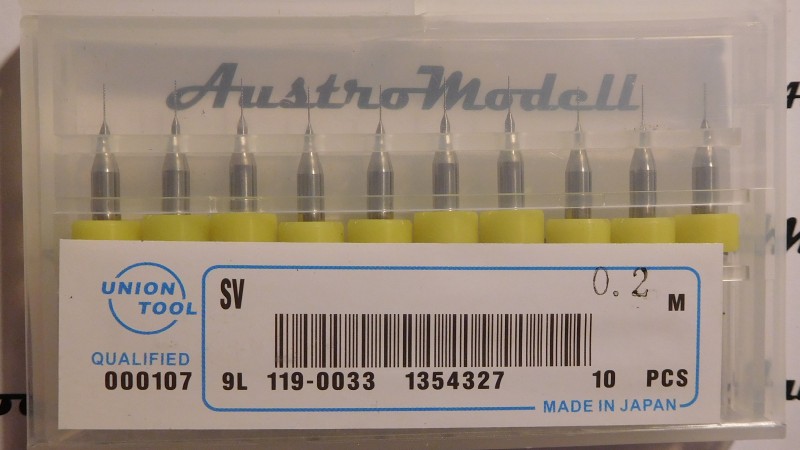 AustroModell
UNION
TOOL
QUALIFIED
000107
SV
0.2 M
9L 119-0033 1354327 10 PCS
MADE IN JAPAN